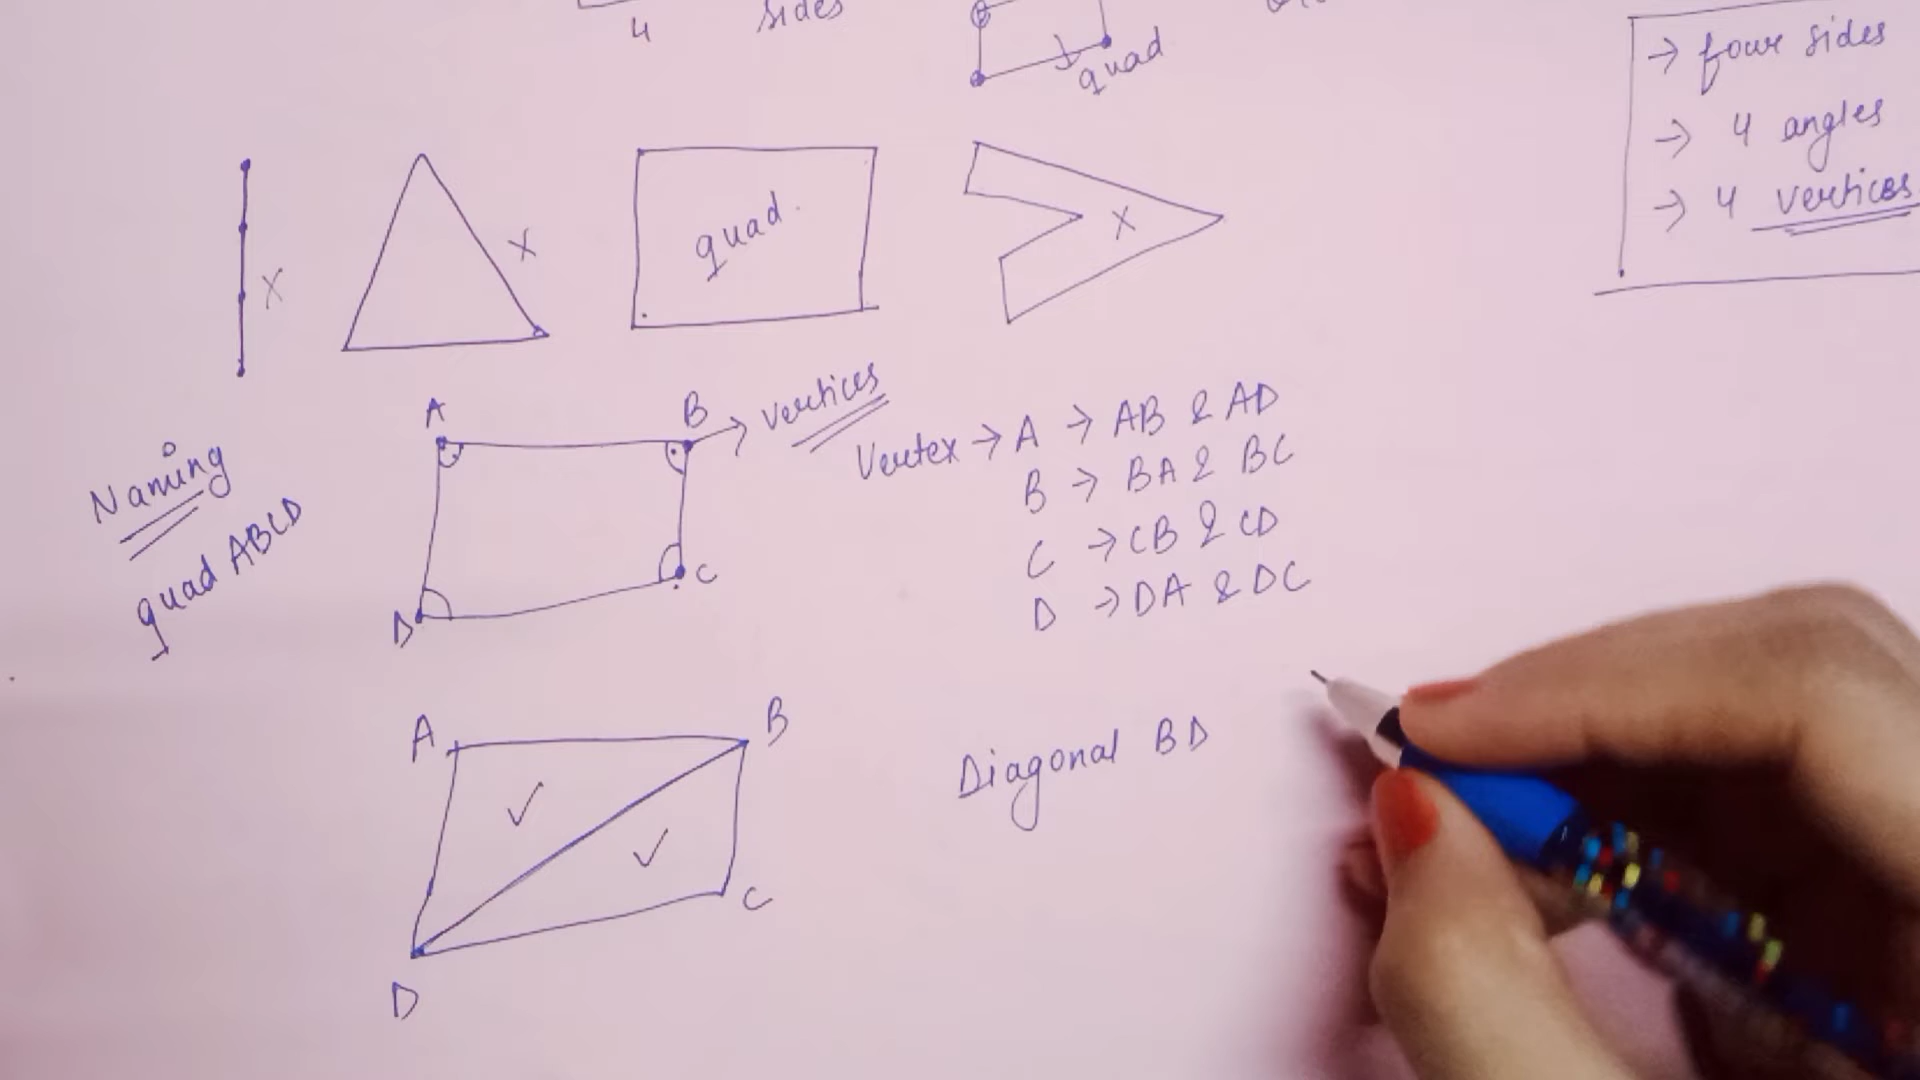 4 sides
quad
→ four sides
→ 4 angles
→ 4 vertices
X
X
quad.
X
Naming
quad ABCD
A
B → vertices
C
D
Vertex → A → AB & AD
B → BA & BC
C → CB & CD
D → DA & DC
A
B
✓
✓
C
D
Diagonal BD